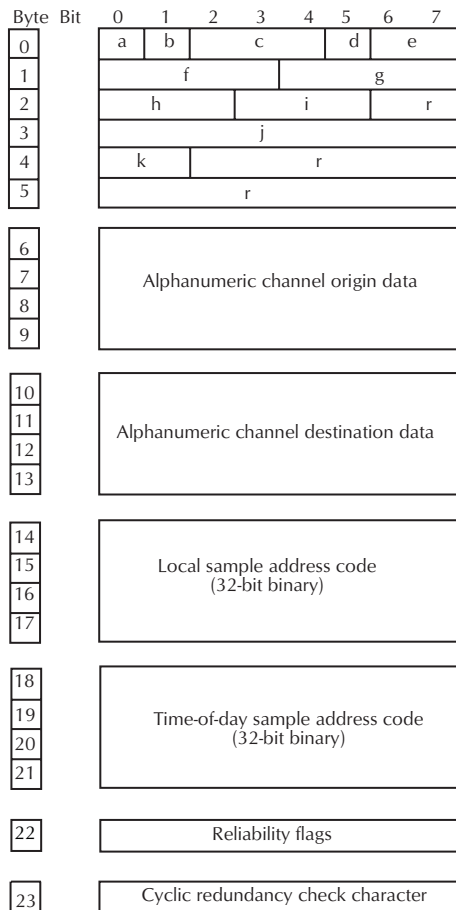 Byte Bit 0 1 2 3 4 5 6 7
0 a b c d e
1 f g
2 h i r
3 j
4 k r
5 r
6
7 Alphanumeric channel origin data
8
9
10
11 Alphanumeric channel destination data
12
13
14
15 Local sample address code
16 (32-bit binary)
17
18
19 Time-of-day sample address code
20 (32-bit binary)
21
22 Reliability flags
23 Cyclic redundancy check character